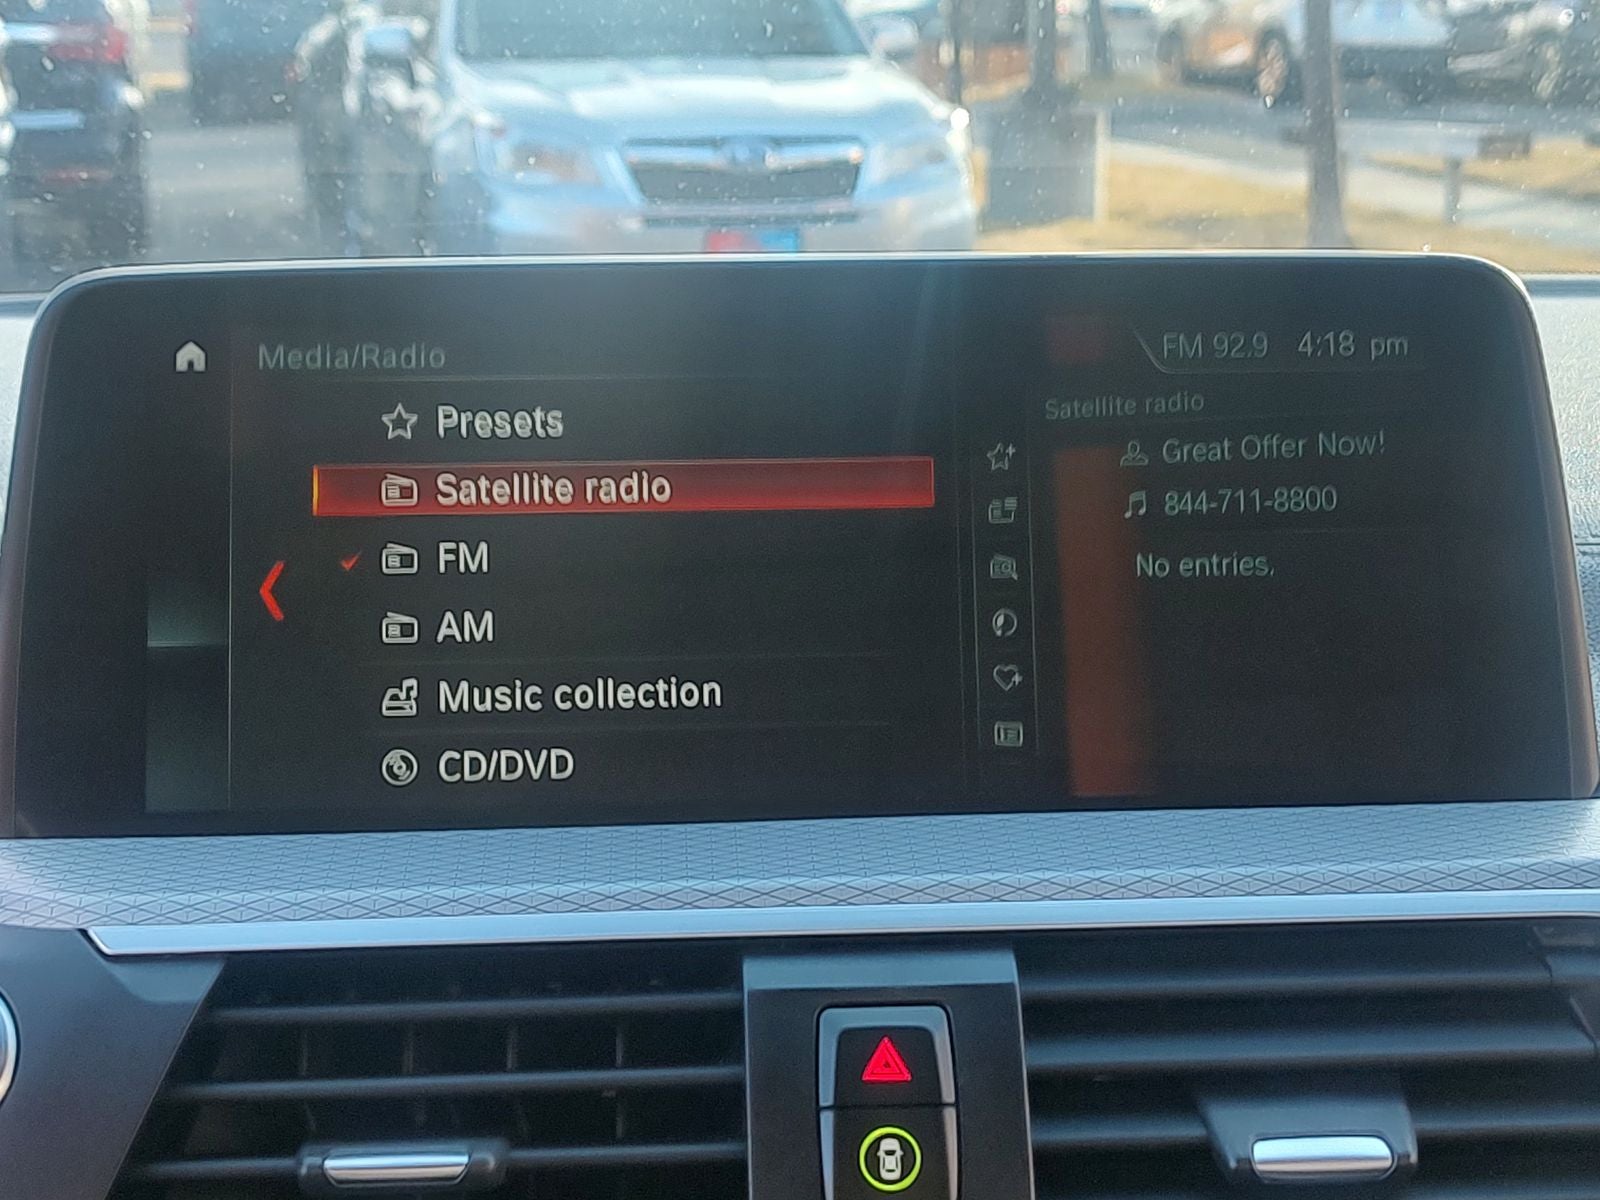 Media/Radio
FM 92.9 4:18 pm
Presets
Satellite radio
FM
AM
Music collection
CD/DVD
Satellite radio
Great Offer Now!
844-711-8800
No entries.